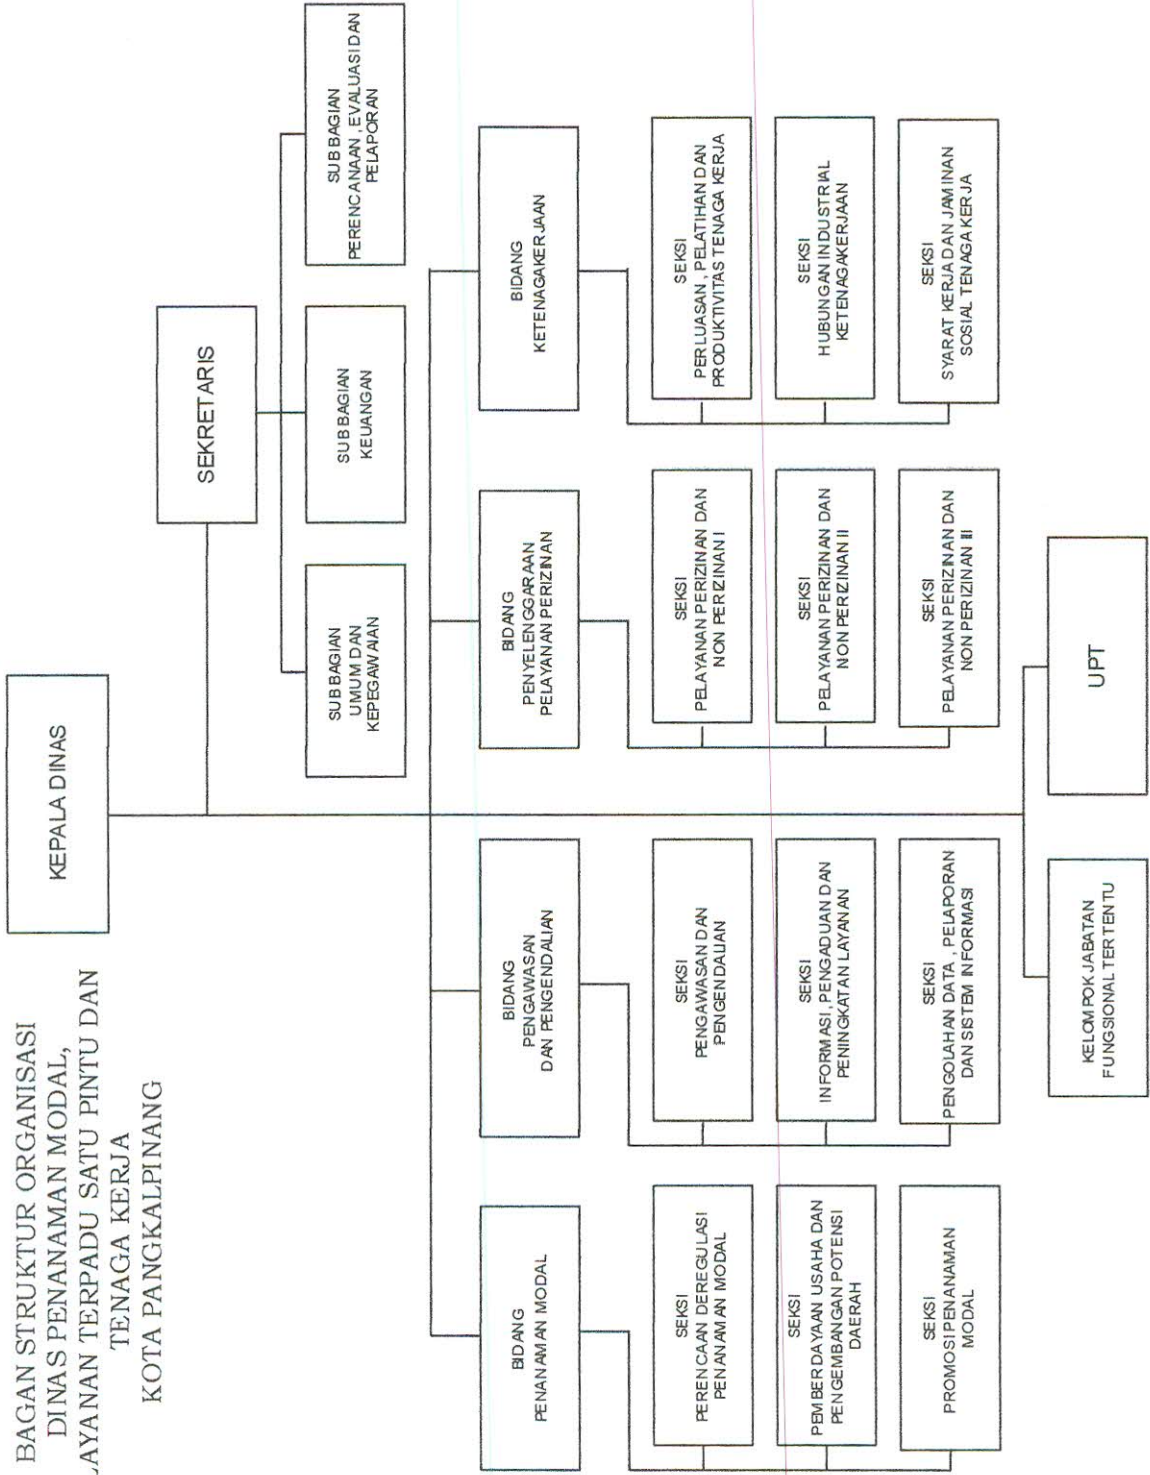 BAGAN STRUKTUR ORGANISASI
DINAS PENANAMAN MODAL,
LAYANAN TERPADU SATU PINTU DAN
TENAGA KERJA
KOTA PANGKALPINANG
KEPALA DINAS
SEKRETARIS
SUBBAGIAN
UMUM DAN
KEPEGAWAIAN
SUBBAGIAN
KEUANGAN
SUBBAGIAN
PERENCANAAN, EVALUASI DAN
PELAPORAN
BIDANG
PENANAMAN MODAL
SEKSI
PERENCAAN DEREGULASI
PENANAMAN MODAL
SEKSI
PEMBERDAYAAN USAHA DAN
PENGEMBANGAN POTENSI
DAERAH
SEKSI
PROMOSI PENANAMAN
MODAL
BIDANG
PENGAWASAN
DAN PENGENDALIAN
SEKSI
PENGAWASAN DAN
PENGENDALIAN
SEKSI
INFORMASI, PENGADUAN DAN
PENINGKATAN LAYANAN
SEKSI
PENGOLAHAN DATA, PELAPORAN
DAN SISTEM INFORMASI
BIDANG
PENYELENGGARAAN
PELAYANAN PERIZINAN
SEKSI
PELAYANAN PERIZINAN DAN
NON PERIZINAN I
SEKSI
PELAYANAN PERIZINAN DAN
NON PERIZINAN II
SEKSI
PELAYANAN PERIZINAN DAN
NON PERIZINAN III
BIDANG
KETENAGAKERJAAN
SEKSI
PERLUASAN, PELATIHAN DAN
PRODUKTIVITAS TENAGA KERJA
SEKSI
HUBUNGAN INDUSTRIAL
KETENAGAKERJAAN
SEKSI
SYARAT KERJA DAN JAMINAN
SOSIAL TENAGA KERJA
KELOMPOK JABATAN
FUNGSIONAL TERTENTU
UPT